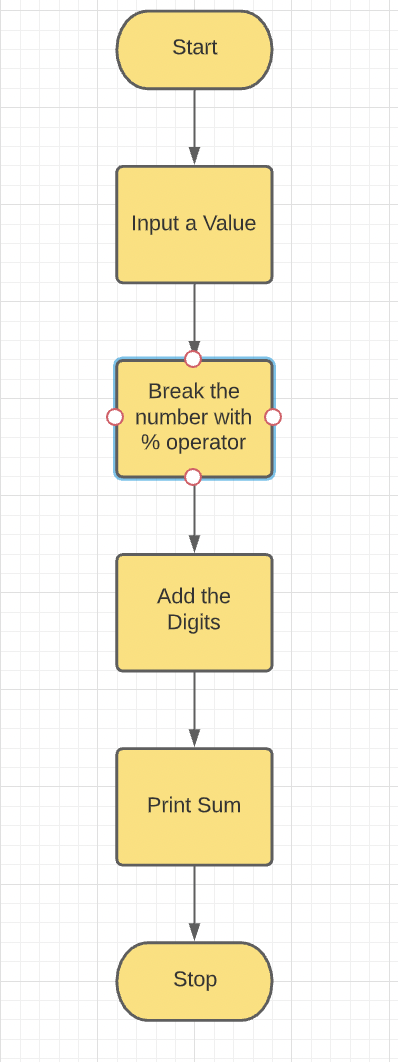 Start
Input a Value
Break the
number with
% operator
Add the
Digits
Print Sum
Stop